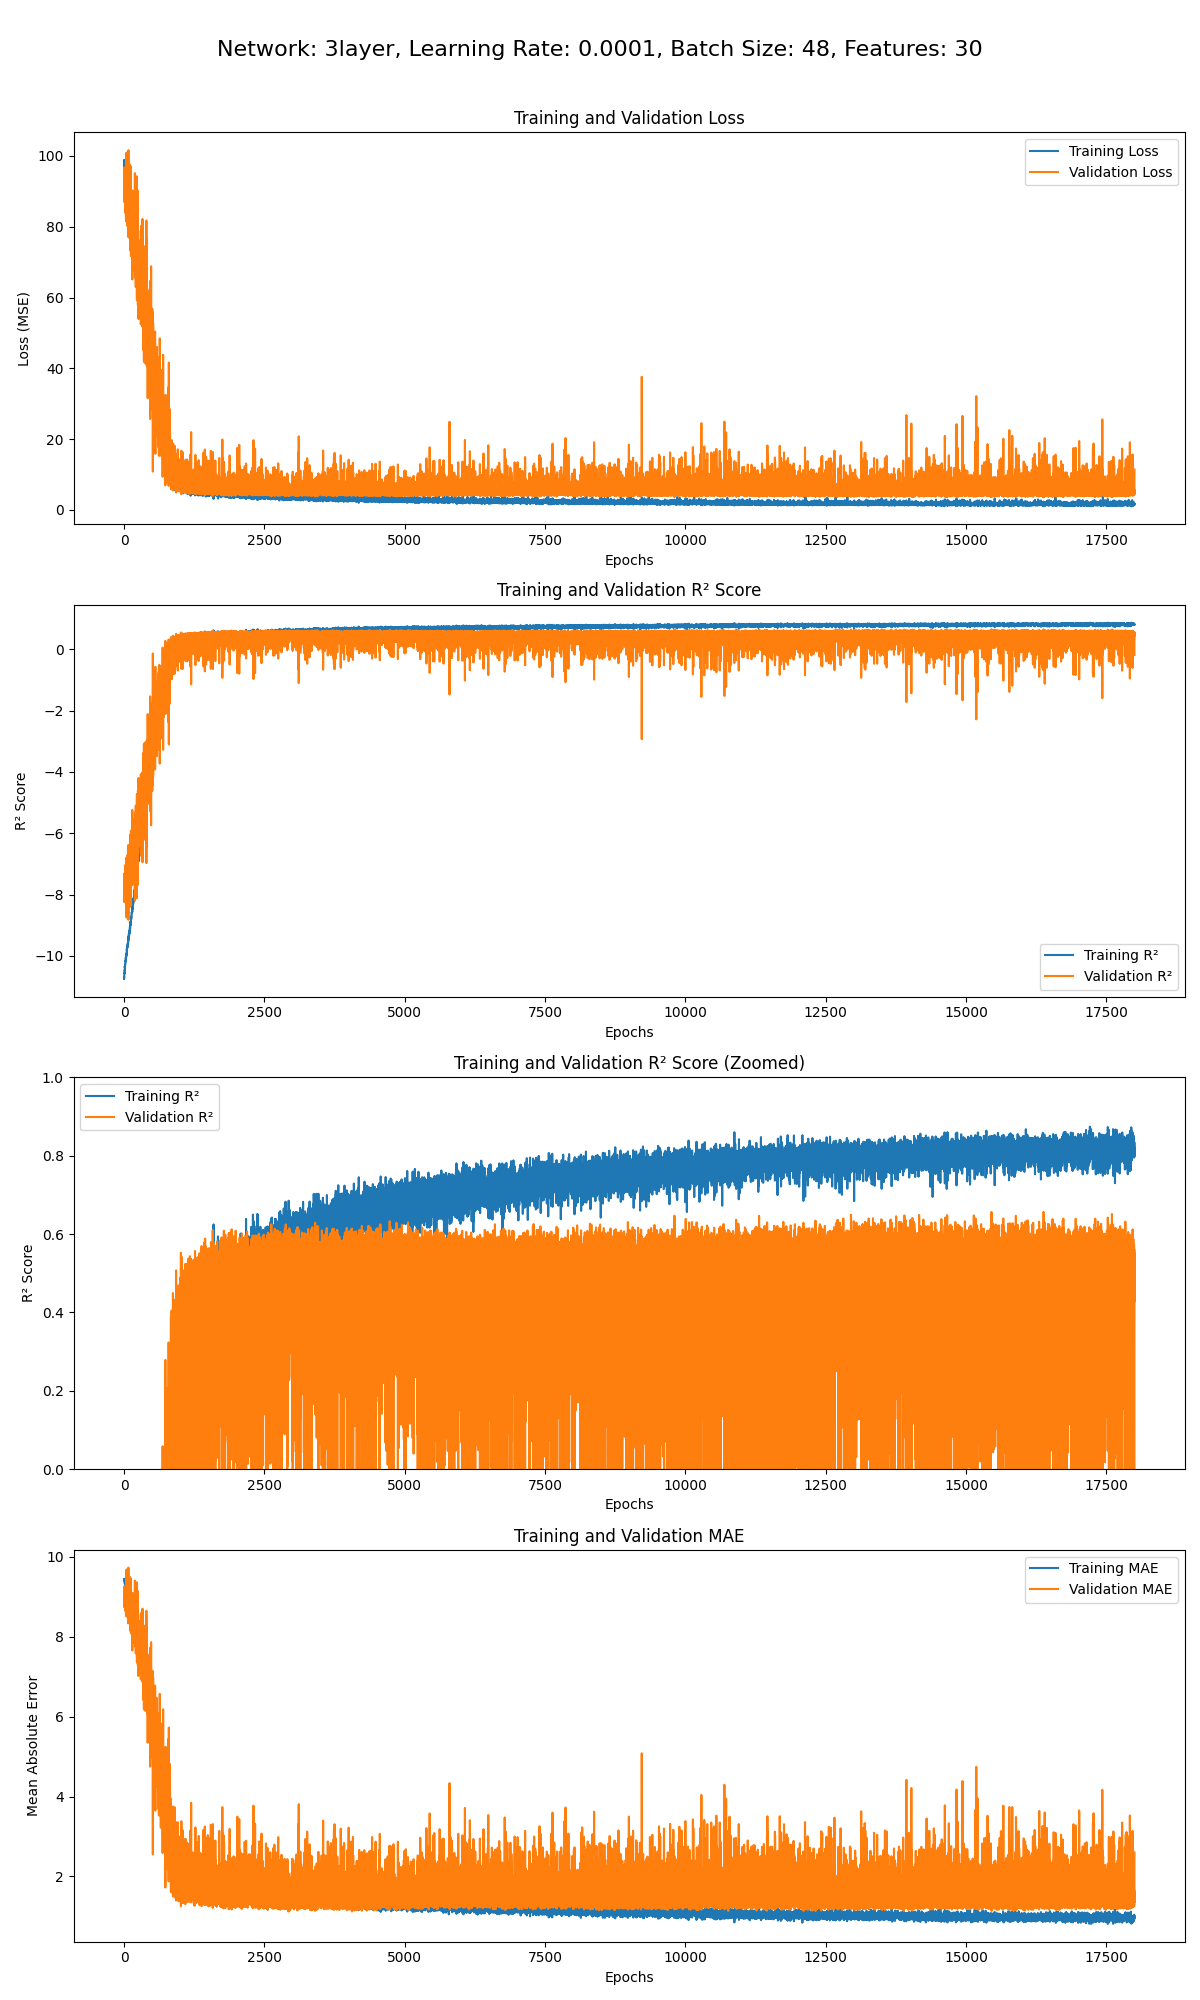 Network: 3layer, Learning Rate: 0.0001, Batch Size: 48, Features: 30
Training and Validation Loss
Training Loss
Validation Loss
100
80
60
40
20
0
Loss (MSE)
0 2500 5000 7500 10000 12500 15000 17500
Epochs
Training and Validation R² Score
0
−2
−4
−6
−8
−10
R² Score
Training R²
Validation R²
0 2500 5000 7500 10000 12500 15000 17500
Epochs
Training and Validation R² Score (Zoomed)
Training R²
Validation R²
1.0
0.8
0.6
0.4
0.2
0.0
R² Score
0 2500 5000 7500 10000 12500 15000 17500
Epochs
Training and Validation MAE
Training MAE
Validation MAE
10
8
6
4
2
Mean Absolute Error
0 2500 5000 7500 10000 12500 15000 17500
Epochs